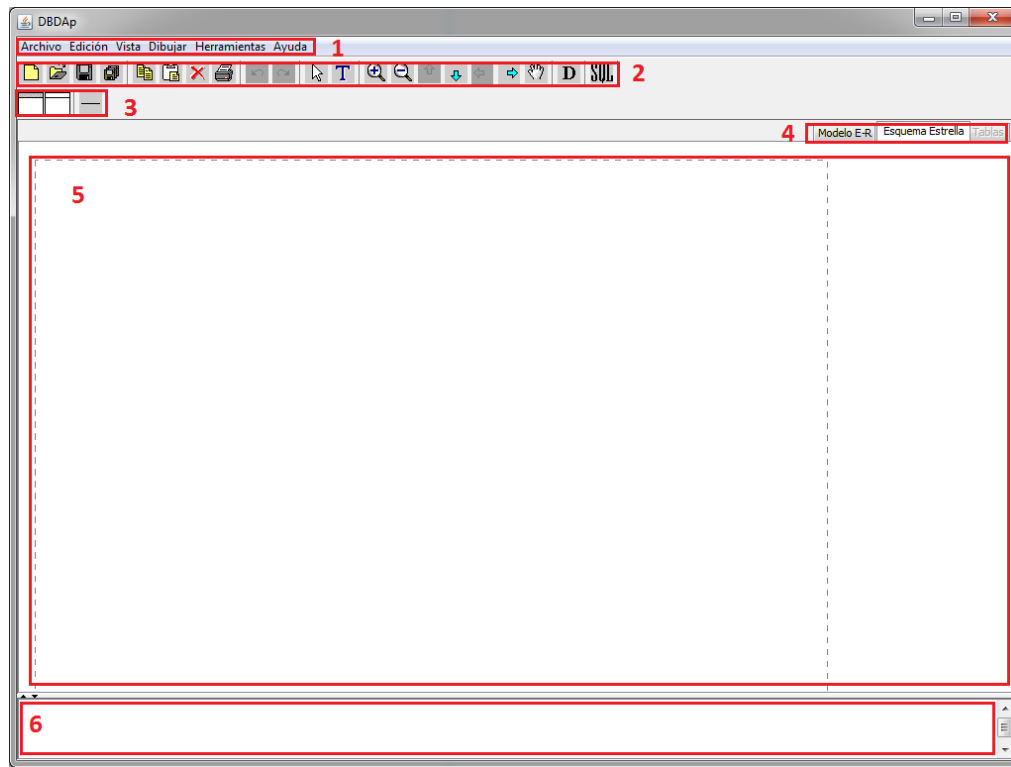 DBDAp
Archivo Edición Vista Dibujar Herramientas Ayuda 1
T D SQL 2
3
4 Modelo E-R Esquema Estrella Tablas
5
6